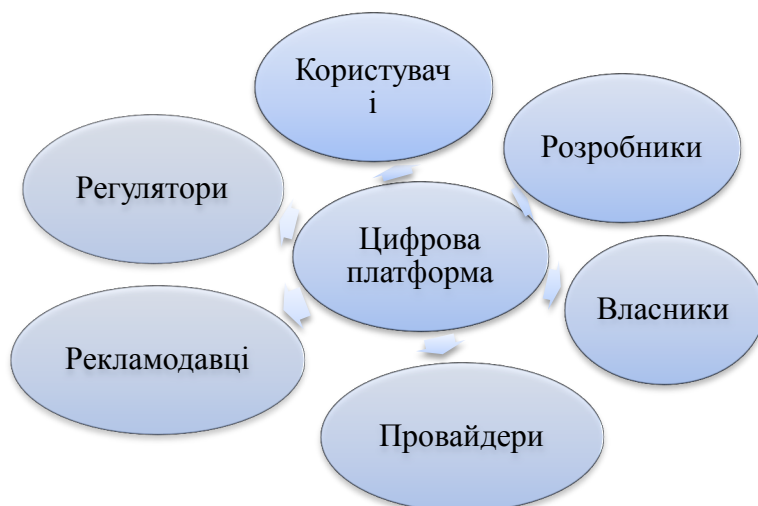 Користувач
і
Розробники
Регулятори
Цифрова
платформа
Власники
Рекламодавці
Провайдери